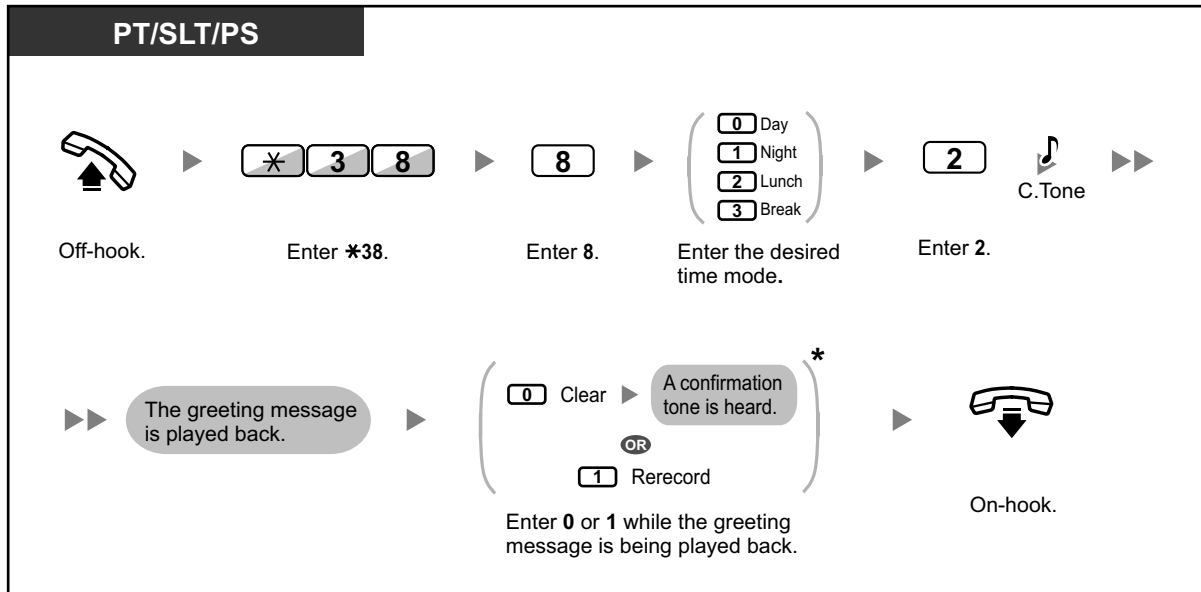 PT/SLT/PS
0 Day
1 Night
2 Lunch
3 Break
✳ 3 8
8
2
C.Tone
Off-hook.
Enter ✳38.
Enter 8.
Enter the desired
time mode.
Enter 2.
The greeting message
is played back.
0 Clear
A confirmation
tone is heard.
*
OR
1 Rerecord
Enter 0 or 1 while the greeting
message is being played back.
On-hook.